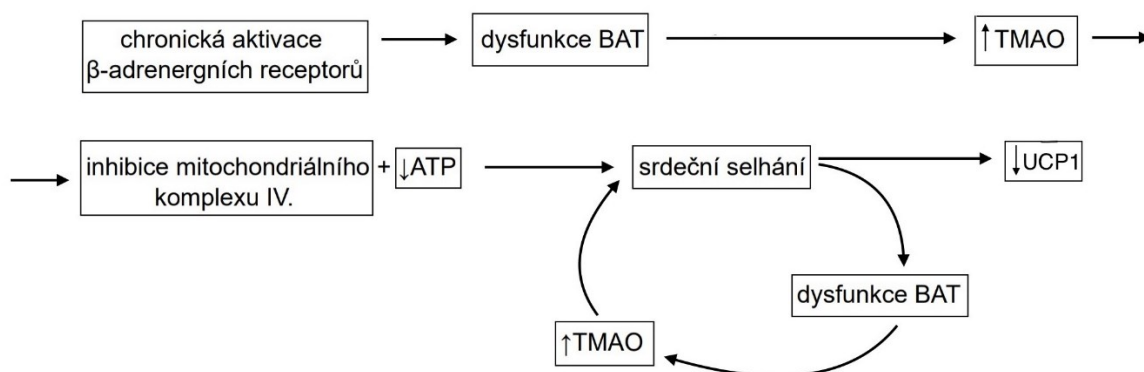 chronická aktivace
β-adrenergních receptorů
dysfunkce BAT
↑TMAO
inhibice mitochondriálního
komplexu IV.
+
↓ATP
srdeční selhání
↓UCP1
dysfunkce BAT
↑TMAO